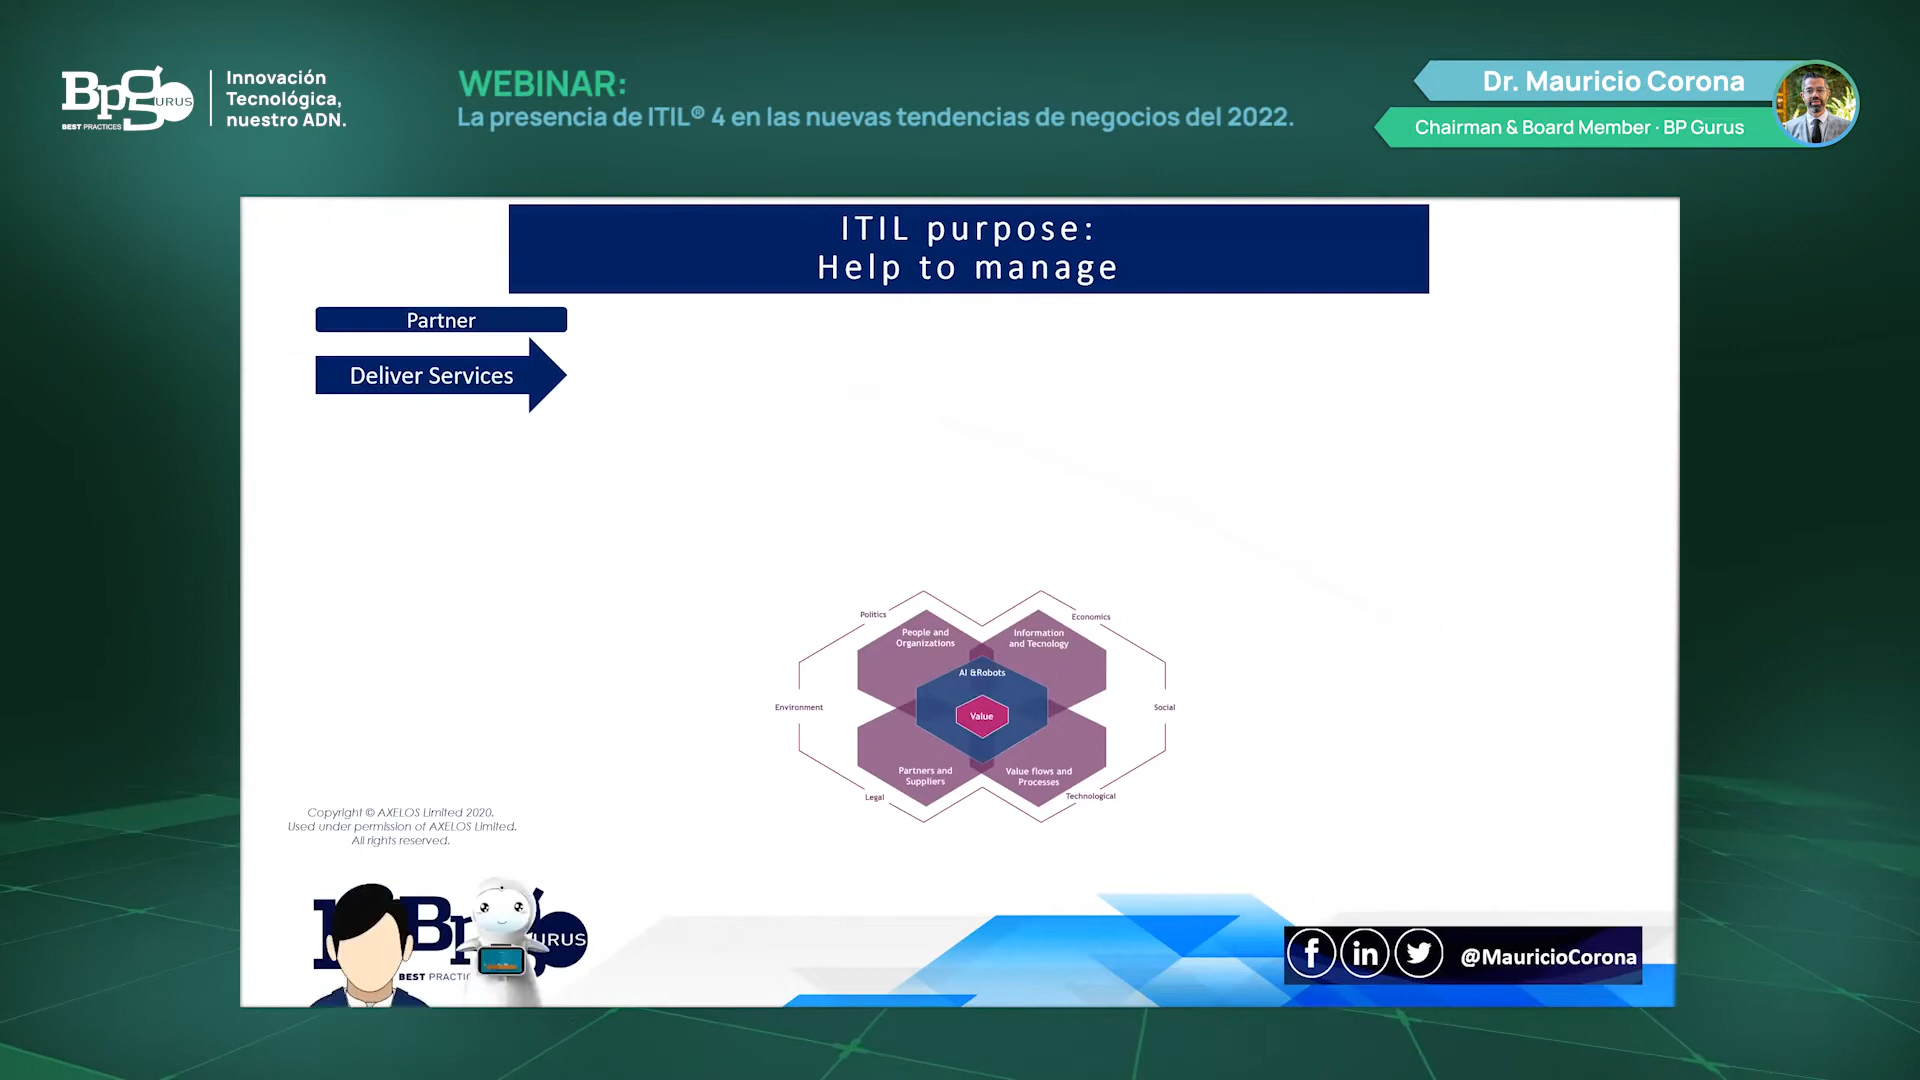 Bpg URUS
BEST PRACTICES
Innovación
Tecnológica,
nuestro ADN.
WEBINAR:
La presencia de ITIL® 4 en las nuevas tendencias de negocios del 2022.
Dr. Mauricio Corona
Chairman & Board Member · BP Gurus
ITIL purpose:
Help to manage
Partner
Deliver Services
Politics
Economics
People and
Organizations
Information
and Tecnology
AI &Robots
Environment
Value
Social
Partners and
Suppliers
Value flows and
Processes
Legal
Technological
Copyright © AXELOS Limited 2020.
Used under permission of AXELOS Limited.
All rights reserved.
URUS
BEST PRACTIC
@MauricioCorona